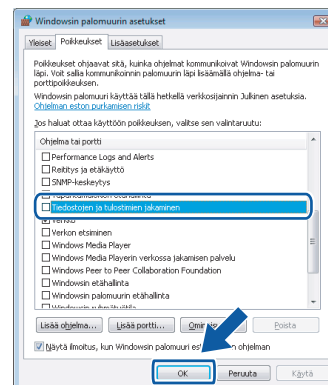 Windowsin palomuurin asetukset
Yleiset Poikkeukset Lisäasetukset
Poikkeukset ohjaavat sitä, kuinka ohjelmat kommunikoivat Windowsin palomuurin
läpi. Voit sallia kommunikoinnin palomuurin läpi lisäämällä ohjelma- tai
porttipoikkeuksen.
Windowsin palomuuri käyttää tällä hetkellä verkkosijainnin Julkinen asetuksia.
Ohjelman eston purkamisen riskit
Jos haluat ottaa käyttöön poikkeuksen, valitse sen valintaruutu:
Ohjelma tai portti
Performance Logs and Alerts
Reititys ja etäkäyttö
SNMP-keskeytys
Tiedostojen ja tulostimien jakaminen
Verkko
Verkon etsiminen
Windows Media Player
Windows Media Playerin verkossa jakamisen palvelu
Windows Peer to Peer Collaboration Foundation
Windowsin etähallinta
Windowsin palomuurin etähallinta
Lisää ohjelma... Lisää portti... Poista
Näytä ilmoitus, kun Windowsin palomuuri ohjelman
OK Peruuta Käytä